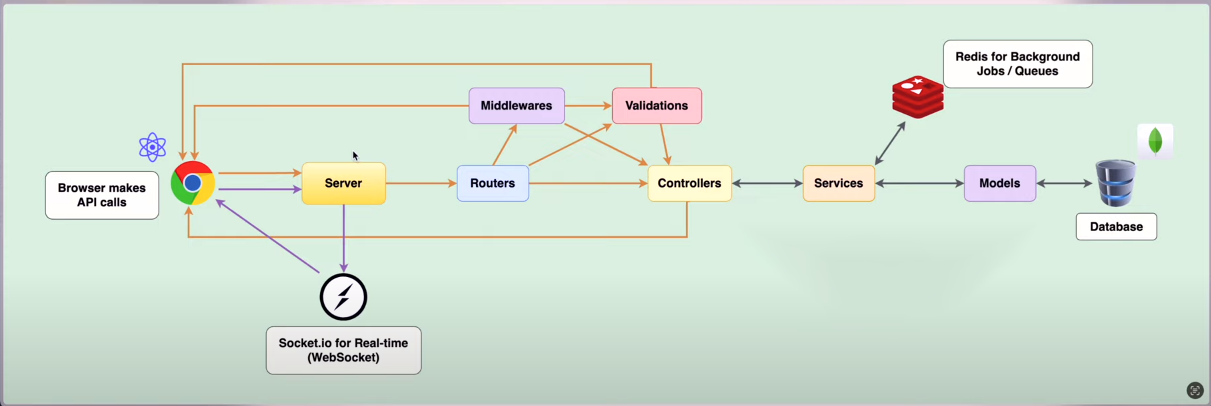 Redis for Background
Jobs / Queues
Middlewares
Validations
Browser makes
API calls
Server
Routers
Controllers
Services
Models
Database
Socket.io for Real-time
(WebSocket)